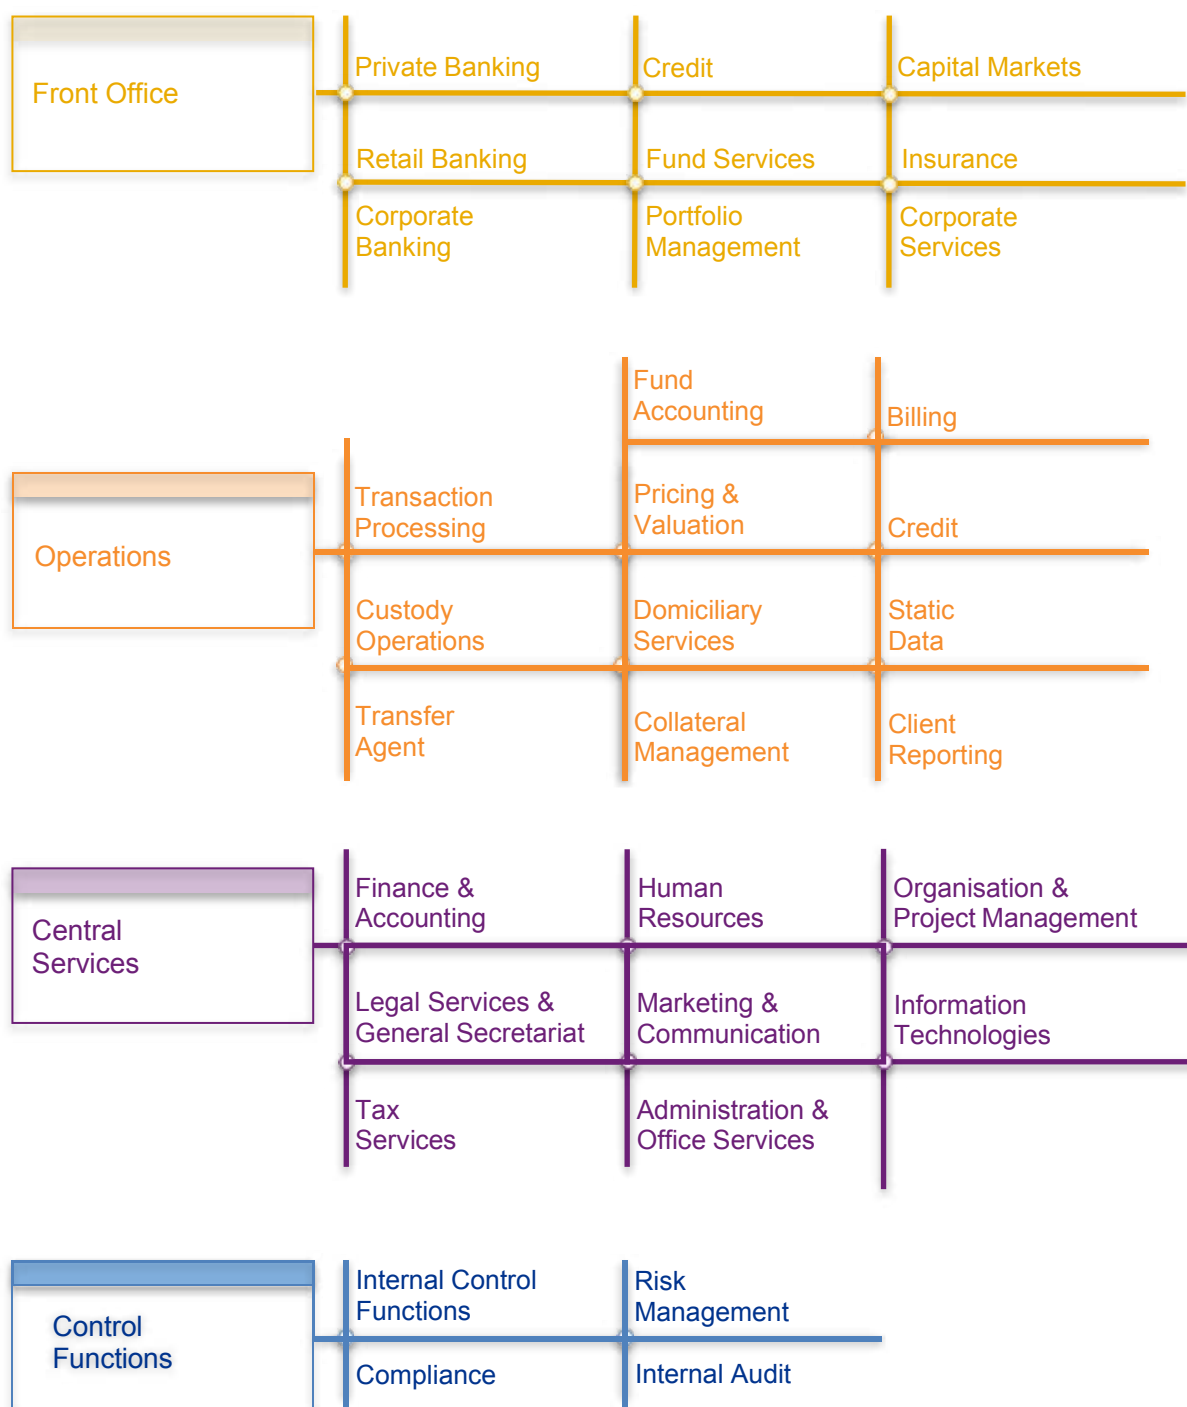 Front Office
Private Banking
Credit
Capital Markets
Retail Banking
Fund Services
Insurance
Corporate
Banking
Portfolio
Management
Corporate
Services
Operations
Fund
Accounting
Billing
Transaction
Processing
Pricing &
Valuation
Credit
Custody
Operations
Domiciliary
Services
Static
Data
Transfer
Agent
Collateral
Management
Client
Reporting
Central
Services
Finance &
Accounting
Human
Resources
Organisation &
Project Management
Legal Services &
General Secretariat
Marketing &
Communication
Information
Technologies
Tax
Services
Administration &
Office Services
Control
Functions
Internal Control
Functions
Risk
Management
Compliance
Internal Audit